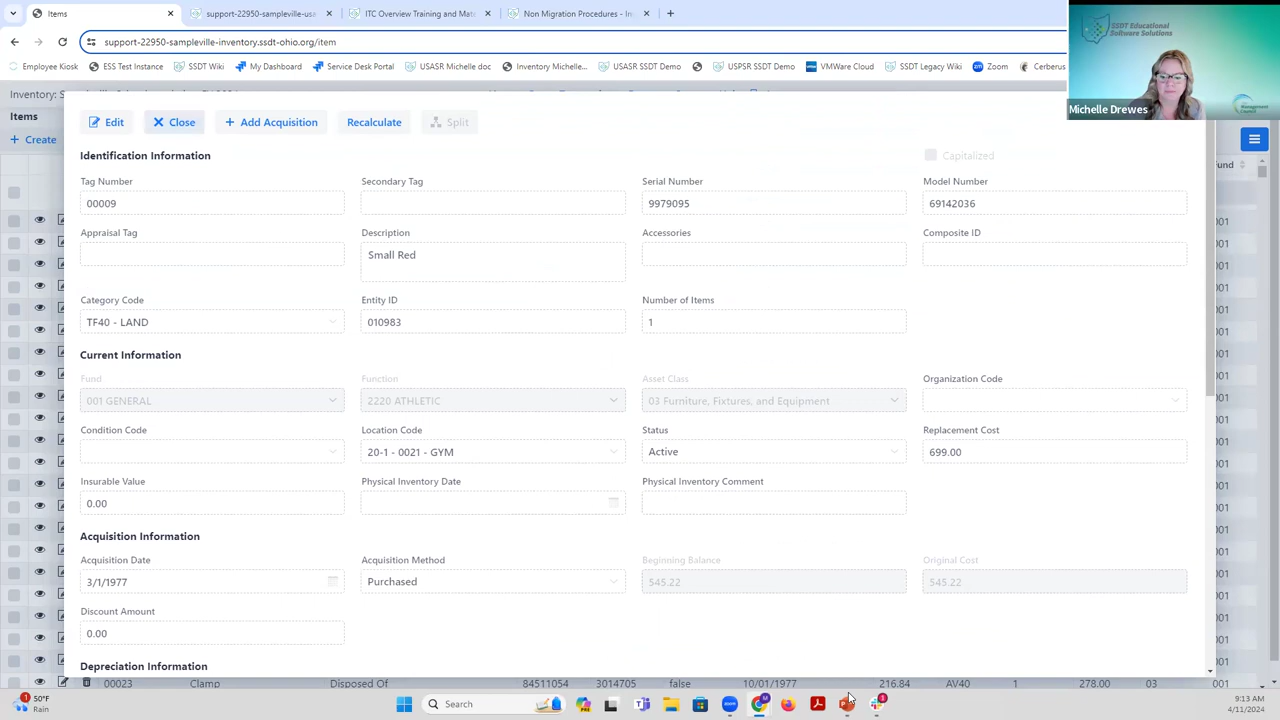 Items
support-22950-sampleville-usa
ITC Overview Training and Mate
Non Migration Procedures - In
support-22950-sampleville-inventory.ssdt-ohio.org/item
Employee Kiosk
ESS Test Instance
SSDT Wiki
My Dashboard
Service Desk Portal
USASR Michelle doc
Inventory Michelle...
USASR SSDT Demo
USPSR SSDT Demo
VMWare Cloud
SSDT Legacy Wiki
Zoom
Cerberus
SSDT Educational
Software Solutions
Management
Council
Michelle Drewes
Items
Create
Edit
Close
Add Acquisition
Recalculate
Split
Identification Information
Capitalized
Tag Number
Secondary Tag
Serial Number
Model Number
00009
9979095
69142036
Appraisal Tag
Description
Accessories
Composite ID
Small Red
Category Code
Entity ID
Number of Items
TF40 - LAND
010983
1
Current Information
Fund
Function
Asset Class
Organization Code
001 GENERAL
2220 ATHLETIC
03 Furniture, Fixtures, and Equipment
Condition Code
Location Code
Status
Replacement Cost
20-1 - 0021 - GYM
Active
699.00
Insurable Value
Physical Inventory Date
Physical Inventory Comment
0.00
Acquisition Information
Acquisition Date
Acquisition Method
Beginning Balance
Original Cost
3/1/1977
Purchased
545.22
545.22
Discount Amount
0.00
Depreciation Information
00023
Clamp
Disposed Of
84511054
3014705
false
10/01/1977
216.84
AV40
1
278.00
03
001
50°F
Rain
Search
9:13 AM
4/11/2024